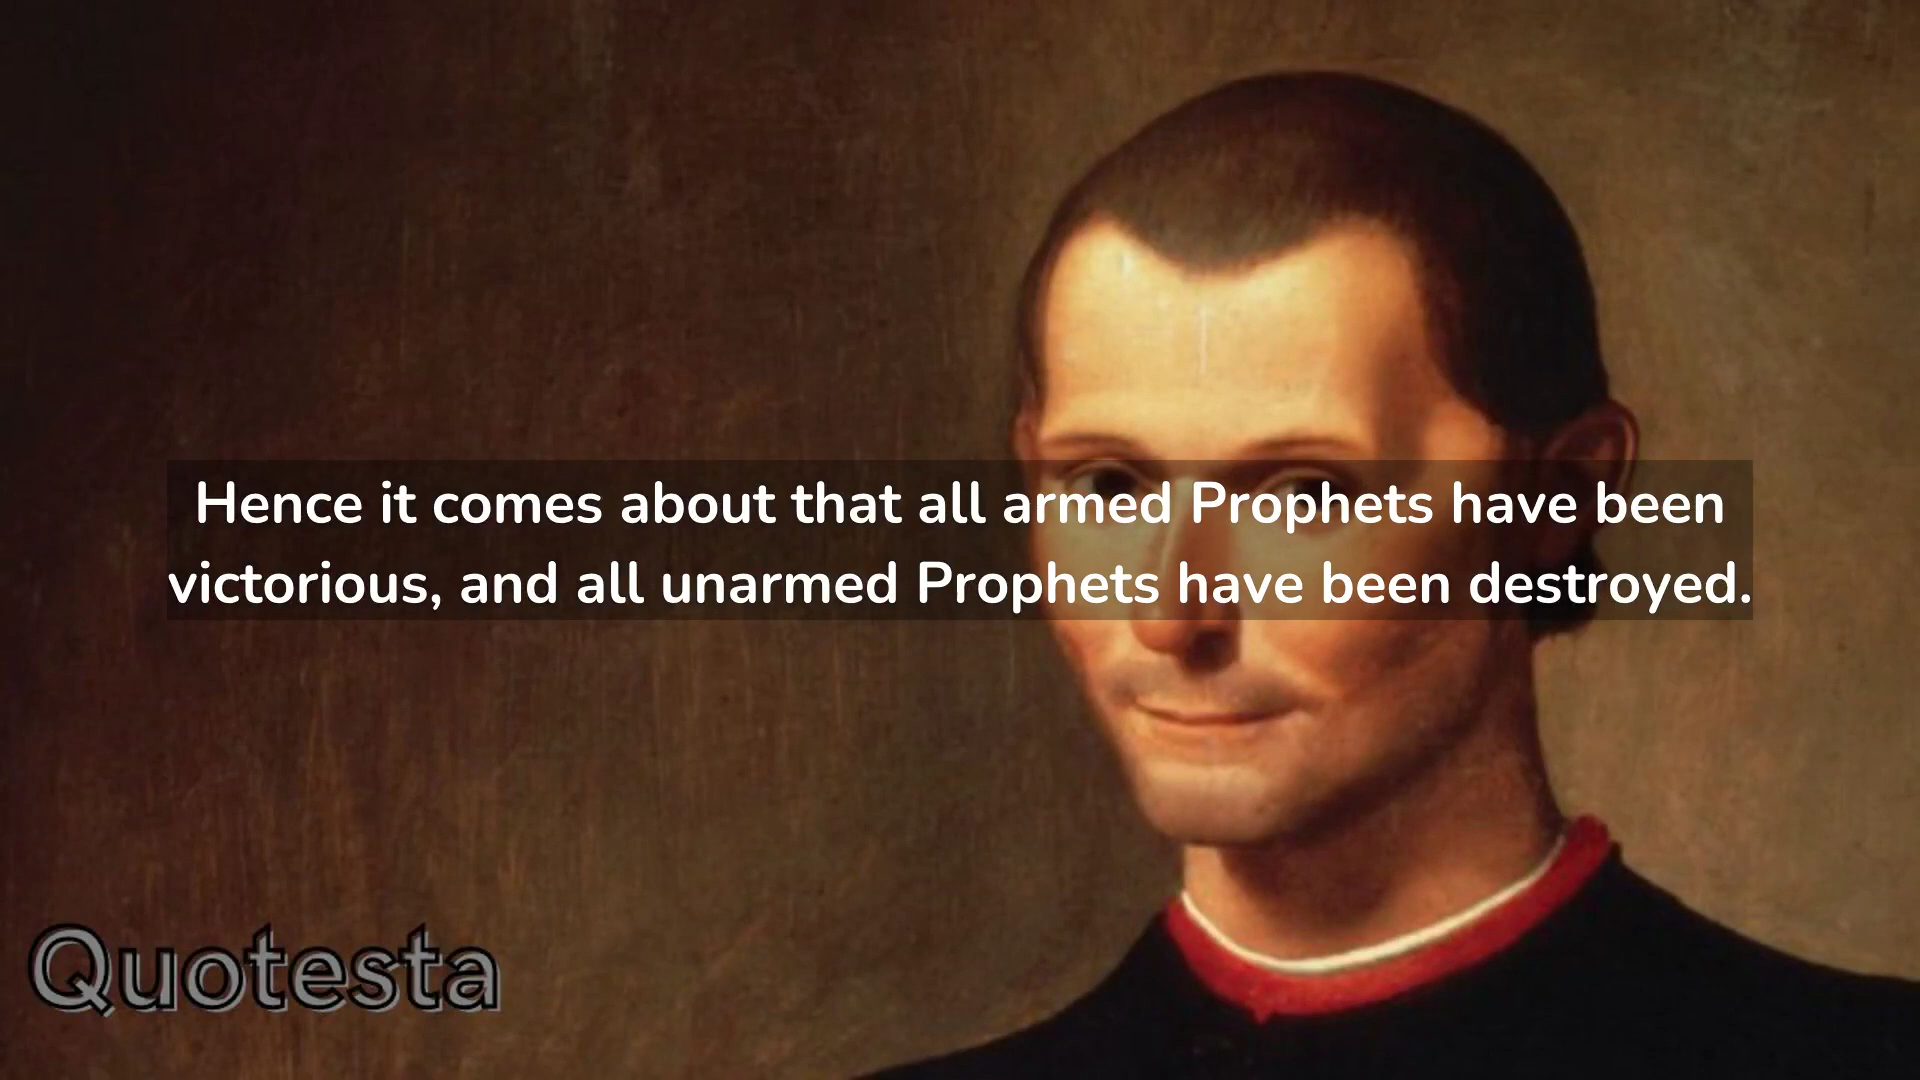 Hence it comes about that all armed Prophets have been
victorious, and all unarmed Prophets have been destroyed.
Quotesta